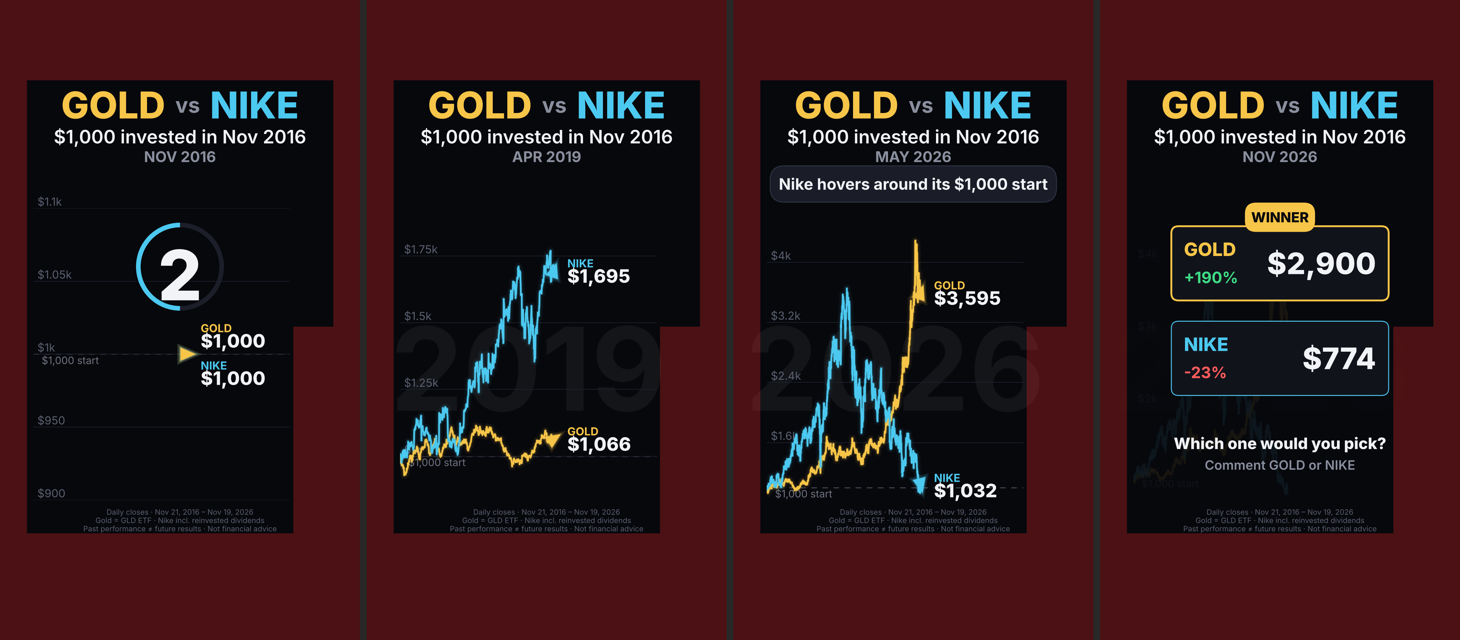 GOLD vs NIKE
$1,000 invested in Nov 2016
NOV 2016
$1.1k
2
$1.05k
GOLD
$1,000
$1k
$1,000 start
NIKE
$1,000
$950
$900
Daily closes · Nov 21, 2016 – Nov 19, 2026
Gold = GLD ETF · Nike incl. reinvested dividends
Past performance ≠ future results · Not financial advice
GOLD vs NIKE
$1,000 invested in Nov 2016
APR 2019
$1.75k
NIKE
$1,695
$1.5k
2019
$1.25k
GOLD
$1,066
$1,000 start
Daily closes · Nov 21, 2016 – Nov 19, 2026
Gold = GLD ETF · Nike incl. reinvested dividends
Past performance ≠ future results · Not financial advice
GOLD vs NIKE
$1,000 invested in Nov 2016
MAY 2026
Nike hovers around its $1,000 start
$4k
GOLD
$3,595
$3.2k
2026
$2.4k
$1.6k
NIKE
$1,032
$1,000 start
Daily closes · Nov 21, 2016 – Nov 19, 2026
Gold = GLD ETF · Nike incl. reinvested dividends
Past performance ≠ future results · Not financial advice
GOLD vs NIKE
$1,000 invested in Nov 2016
NOV 2026
WINNER
GOLD
$2,900
+190%
NIKE
$774
-23%
Which one would you pick?
Comment GOLD or NIKE
Daily closes · Nov 21, 2016 – Nov 19, 2026
Gold = GLD ETF · Nike incl. reinvested dividends
Past performance ≠ future results · Not financial advice